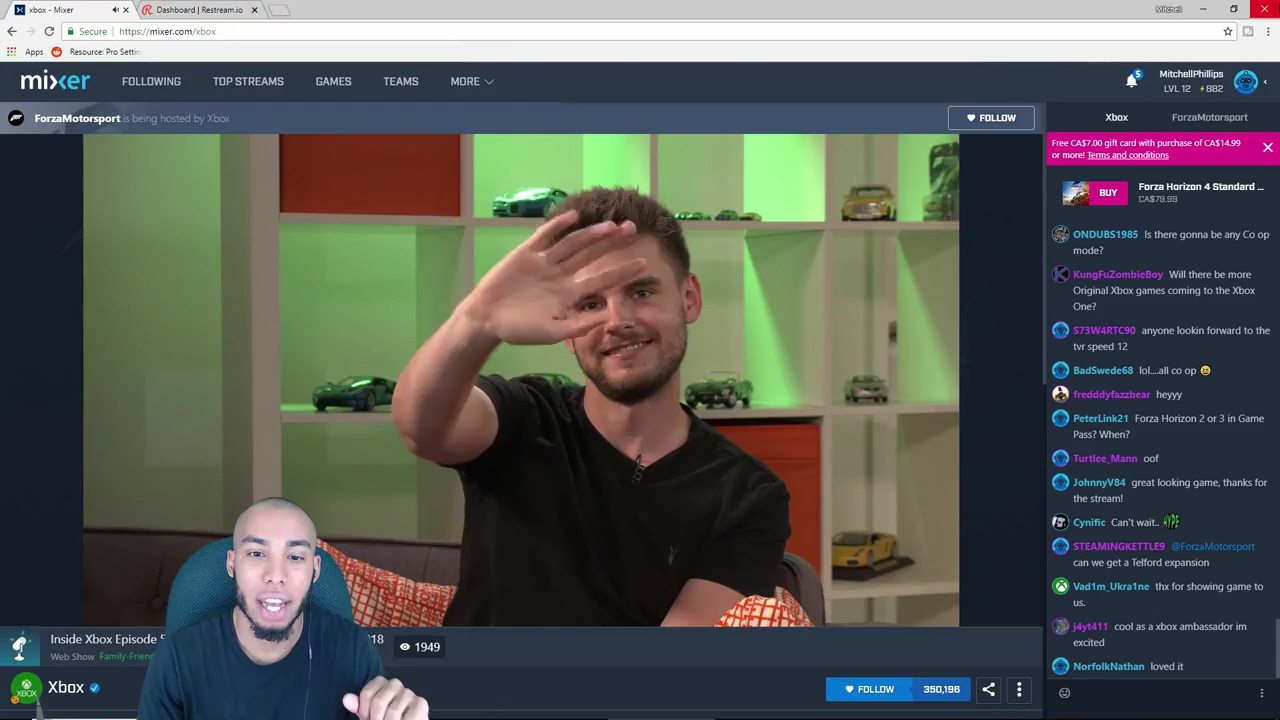 xbox - Mixer
Dashboard | Restream.io
Mitchell
Secure
https://mixer.com/xbox
Apps
Resource: Pro Settin
mixer
FOLLOWING
TOP STREAMS
GAMES
TEAMS
MORE
5
MitchellPhillips
LVL 12
882
ForzaMotorsport is being hosted by Xbox
FOLLOW
Xbox
ForzaMotorsport
Free CA$7.00 gift card with purchase of CA$14.99
or more! Terms and conditions
BUY
Forza Horizon 4 Standard ...
CA$79.99
ONDUBS1985 Is there gonna be any Co op
mode?
KungFuZombieBoy Will there be more
Original Xbox games coming to the Xbox
One?
S73W4RTC90 anyone lookin forward to the
tvr speed 12
BadSwede68 lol....all co op
fredddyfazzbear heyyy
PeterLink21 Forza Horizon 2 or 3 in Game
Pass? When?
Turtlee_Mann oof
JohnnyV84 great looking game, thanks for
the stream!
Cynific Can't wait.. HYPE
STEAMINGKETTLE9 @ForzaMotorsport
can we get a Telford expansion
Vad1m_Ukra1ne thx for showing game to
us.
j4yt411 cool as a xbox ambassador im
excited
NorfolkNathan loved it
Inside Xbox Episode
018
1949
Web Show
Family-Frien
XBOX
Xbox
FOLLOW
350,196